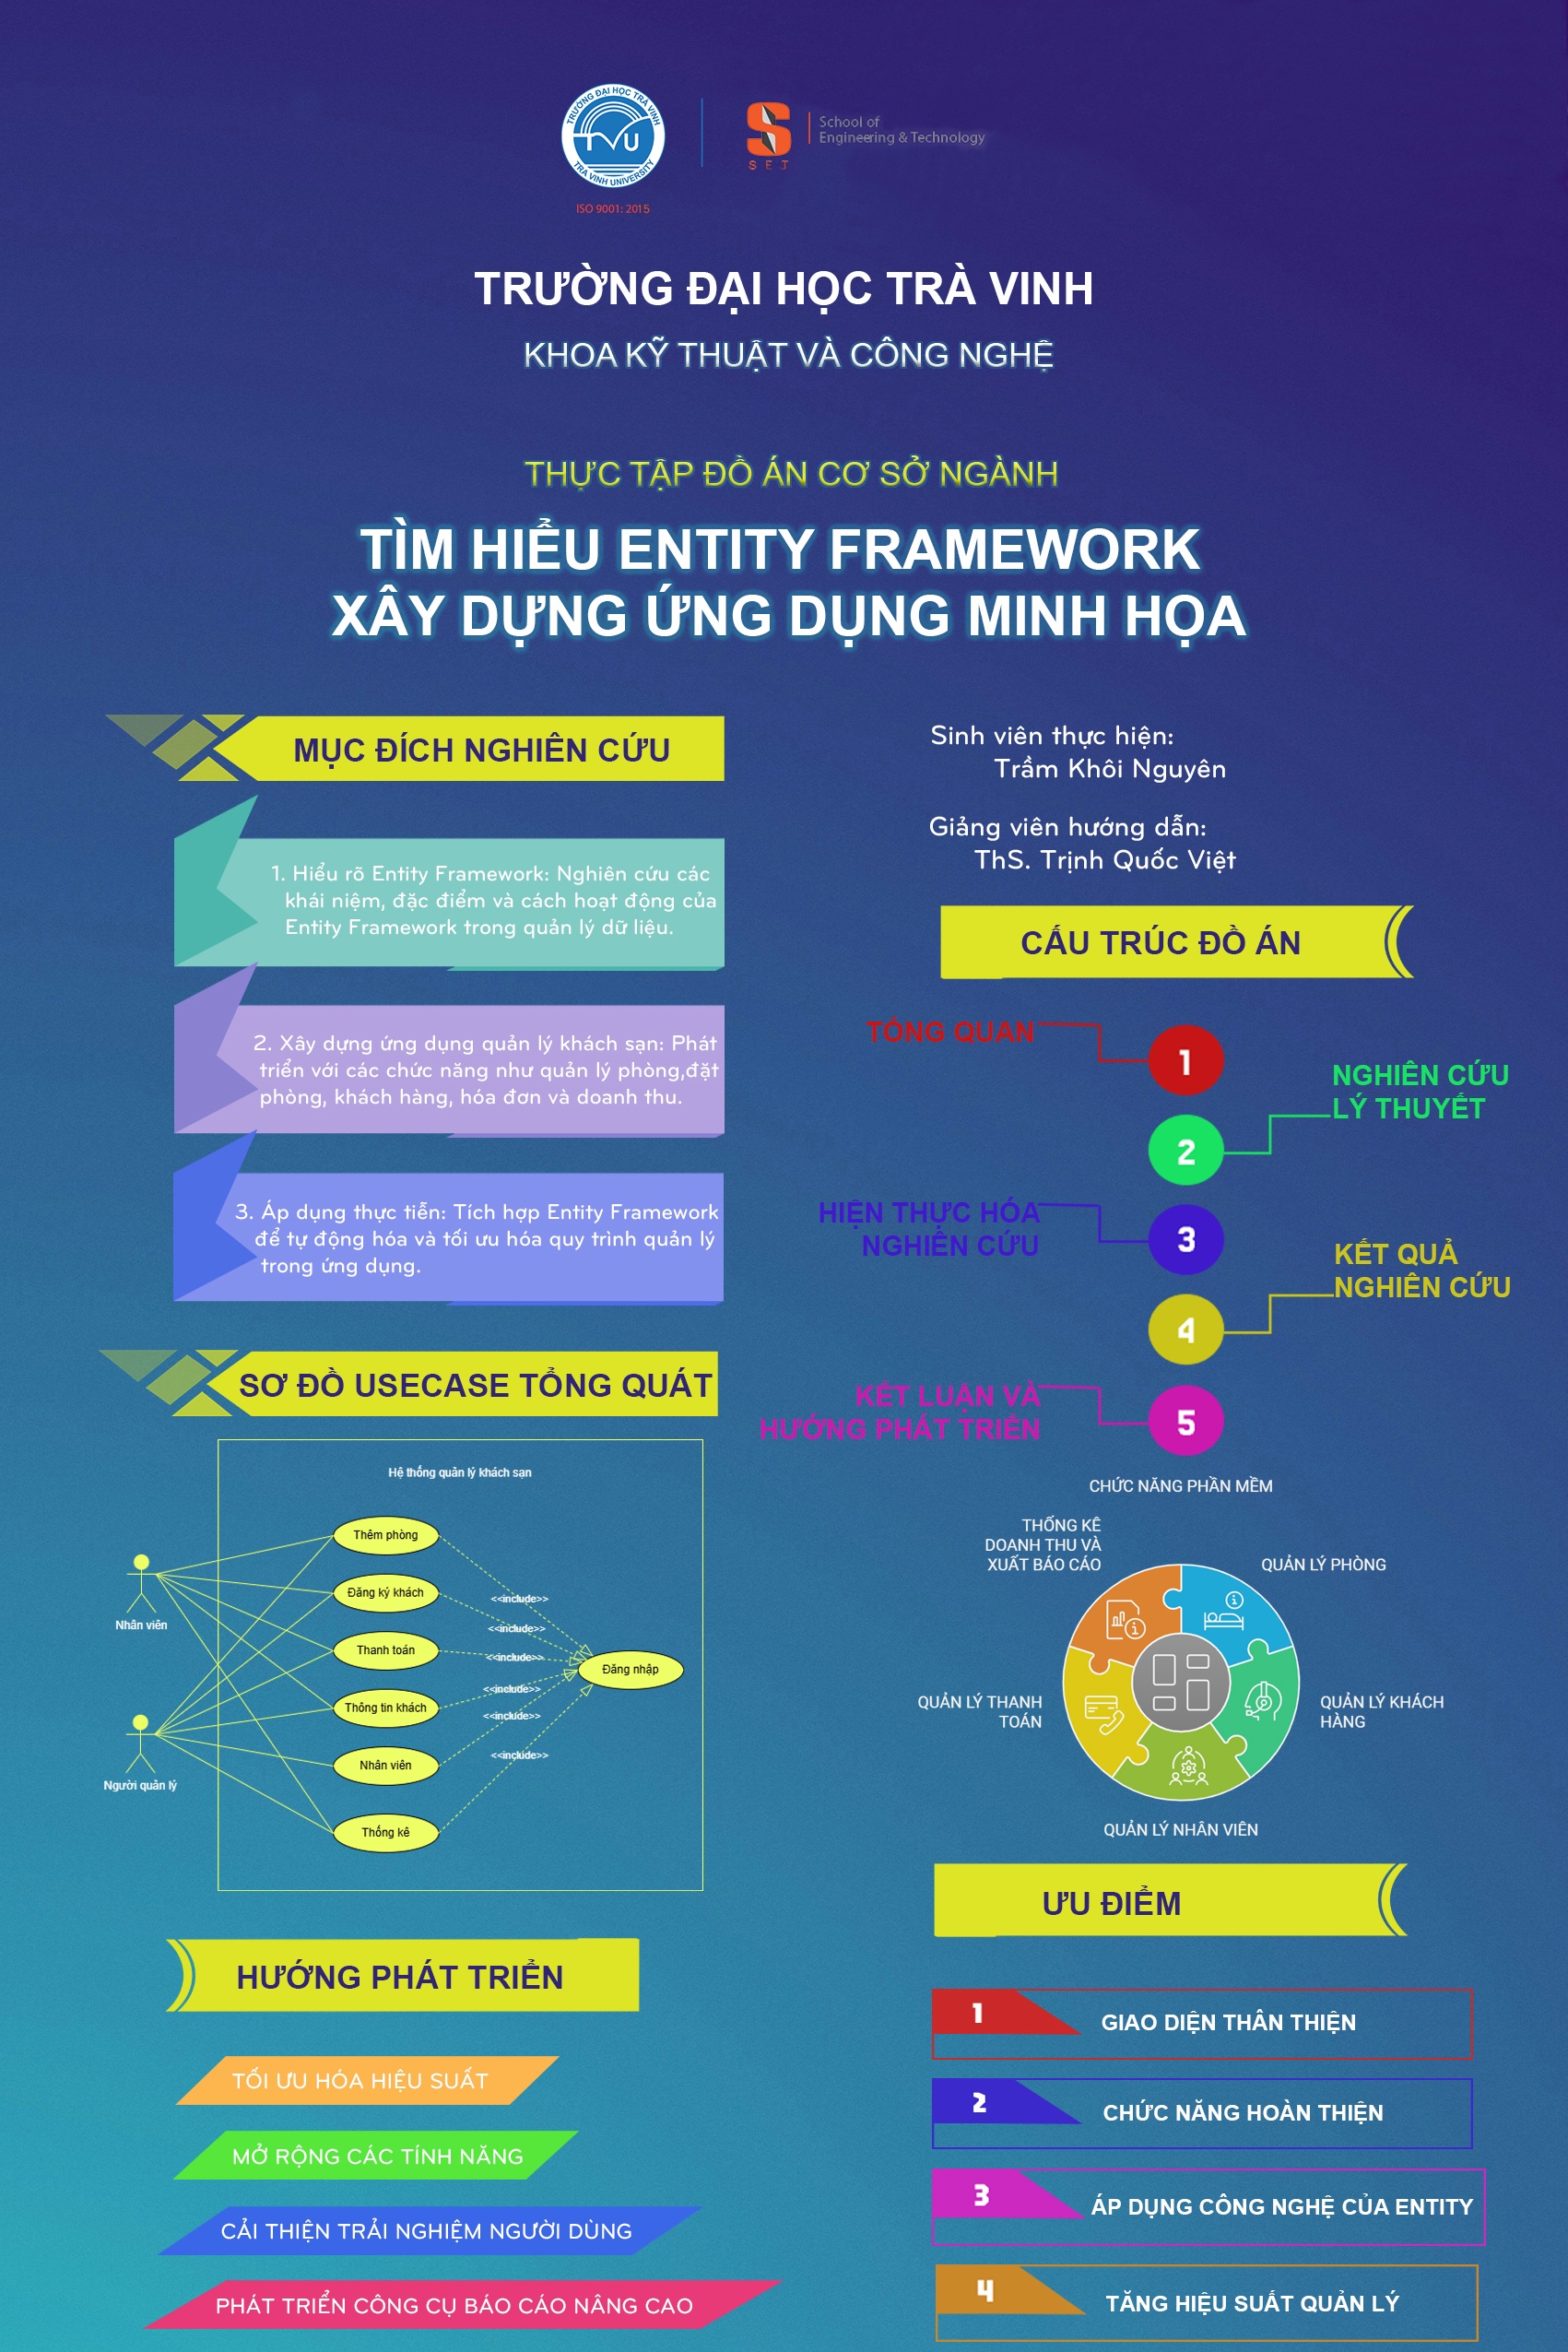 TRƯỜNG ĐẠI HỌC TRÀ VINH
TVU
TRA VINH UNIVERSITY
ISO 9001: 2015
SET
School of
Engineering & Technology
TRƯỜNG ĐẠI HỌC TRÀ VINH
KHOA KỸ THUẬT VÀ CÔNG NGHỆ
THỰC TẬP ĐỒ ÁN CƠ SỞ NGÀNH
TÌM HIỂU ENTITY FRAMEWORK
XÂY DỰNG ỨNG DỤNG MINH HỌA
MỤC ĐÍCH NGHIÊN CỨU
1. Hiểu rõ Entity Framework: Nghiên cứu các
khái niệm, đặc điểm và cách hoạt động của
Entity Framework trong quản lý dữ liệu.
2. Xây dựng ứng dụng quản lý khách sạn: Phát
triển với các chức năng như quản lý phòng,đặt
phòng, khách hàng, hóa đơn và doanh thu.
3. Áp dụng thực tiễn: Tích hợp Entity Framework
để tự động hóa và tối ưu hóa quy trình quản lý
trong ứng dụng.
SƠ ĐỒ USECASE TỔNG QUÁT
Hệ thống quản lý khách sạn
Thêm phòng
Đăng ký khách
Thanh toán
Thông tin khách
Nhân viên
Thống kê
Nhân viên
Người quản lý
<<include>>
<<include>>
<<include>>
<<include>>
<<include>>
<<include>>
Đăng nhập
HƯỚNG PHÁT TRIỂN
TỐI ƯU HÓA HIỆU SUẤT
MỞ RỘNG CÁC TÍNH NĂNG
CẢI THIỆN TRẢI NGHIỆM NGƯỜI DÙNG
PHÁT TRIỂN CÔNG CỤ BÁO CÁO NÂNG CAO
Sinh viên thực hiện:
Trầm Khôi Nguyên
Giảng viên hướng dẫn:
ThS. Trịnh Quốc Việt
CẤU TRÚC ĐỒ ÁN
TỔNG QUAN
1
NGHIÊN CỨU
LÝ THUYẾT
2
HIỆN THỰC HÓA
NGHIÊN CỨU
3
KẾT QUẢ
NGHIÊN CỨU
4
KẾT LUẬN VÀ
HƯỚNG PHÁT TRIỂN
5
CHỨC NĂNG PHẦN MỀM
THỐNG KÊ
DOANH THU VÀ
XUẤT BÁO CÁO
QUẢN LÝ PHÒNG
QUẢN LÝ THANH
TOÁN
QUẢN LÝ KHÁCH
HÀNG
QUẢN LÝ NHÂN VIÊN
ƯU ĐIỂM
1
GIAO DIỆN THÂN THIỆN
2
CHỨC NĂNG HOÀN THIỆN
3
ÁP DỤNG CÔNG NGHỆ CỦA ENTITY
4
TĂNG HIỆU SUẤT QUẢN LÝ